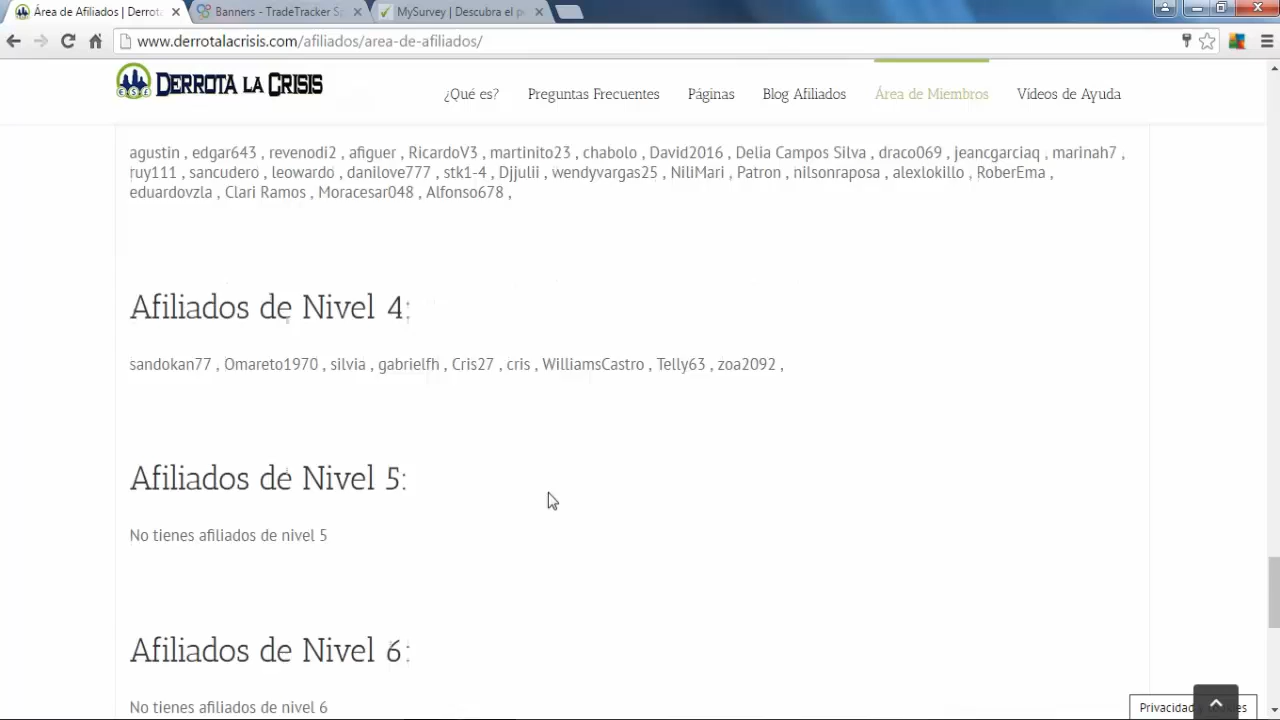 Área de Afiliados | Derrot
Banners - TradeTracker S
MySurvey | Descubra el p
www.derrotalacrisis.com/afiliados/area-de-afiliados/
DERROTA LA CRISIS
¿Qué es? Preguntas Frecuentes Páginas Blog Afiliados Área de Miembros Vídeos de Ayuda
agustin , edgar643 , revenodi2 , afiguer , RicardoV3 , martinito23 , chabolo , David2016 , Delia Campos Silva , draco069 , jeancgarciaq , marinah7 ,
ruy111 , sancudero , leowardo , danilove777 , stk1-4 , Djjulii , wendyvargas25 , NiliMari , Patron , nilsonraposa , alexlokillo , RoberEma ,
eduardovzla , Clari Ramos , Moracesar048 , Alfonso678 ,
Afiliados de Nivel 4:
sandokan77 , Omareto1970 , silvia , gabrielfh , Cris27 , cris , WilliamsCastro , Telly63 , zoa2092 ,
Afiliados de Nivel 5:
No tienes afiliados de nivel 5
Afiliados de Nivel 6:
No tienes afiliados de nivel 6
Privacidad